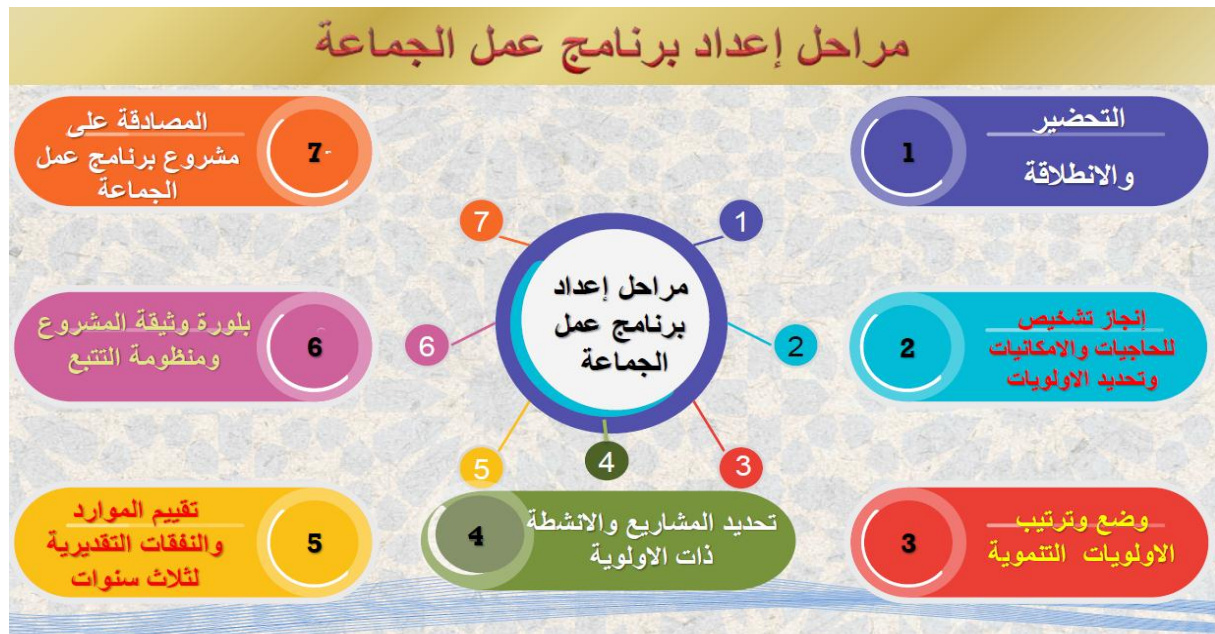 مراحل إعداد برنامج عمل الجماعة
1
التحضير
والانطلاقة
2
إنجاز تشخيص
للحاجيات والامكانيات
وتحديد الاولويات
3
وضع وترتيب
الاولويات التنموية
4
تحديد المشاريع والانشطة
ذات الاولوية
5
تقييم الموارد
والنفقات التقديرية
لثلاث سنوات
6
بلورة وثيقة المشروع
ومنظومة التتبع
7-
المصادقة على
مشروع برنامج عمل
الجماعة
مراحل إعداد
برنامج عمل
الجماعة
1
2
3
4
5
6
7